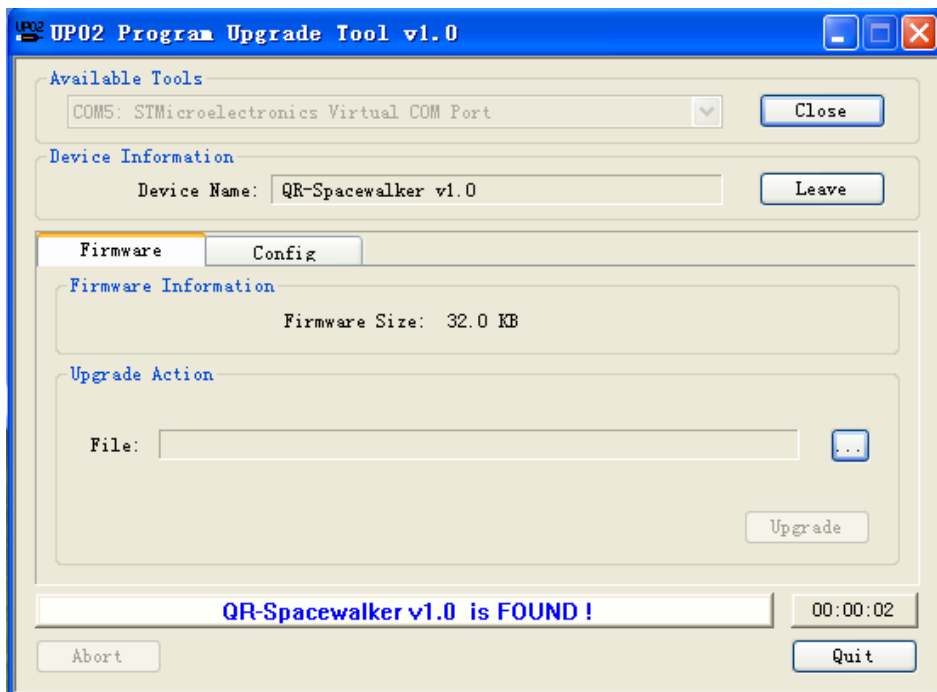 UP02 UP02 Program Upgrade Tool v1.0
Available Tools
COM5: STMicroelectronics Virtual COM Port
Close
Device Information
Device Name: QR-Spacewalker v1.0
Leave
Firmware Config
Firmware Information
Firmware Size: 32.0 KB
Upgrade Action
File: ...
Upgrade
QR-Spacewalker v1.0 is FOUND ! 00:00:02
Abort Quit